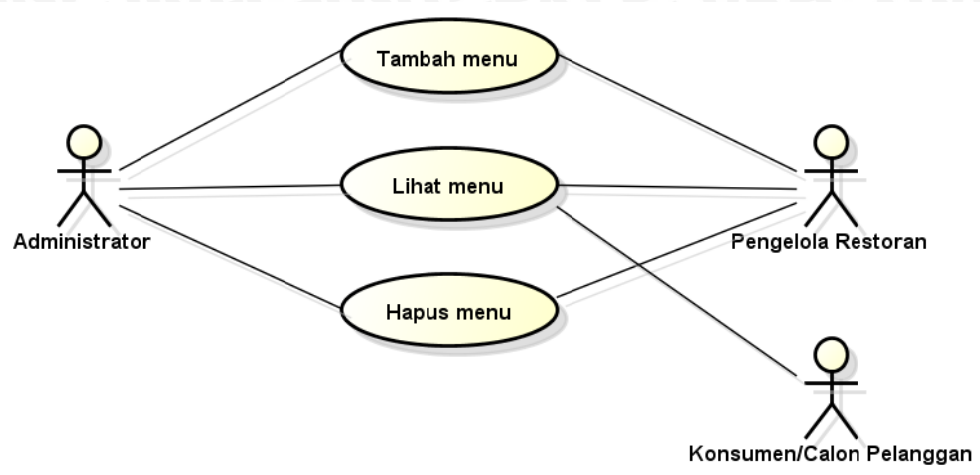 Tambah menu
Lihat menu
Administrator
Pengelola Restoran
Hapus menu
Konsumen/Calon Pelanggan